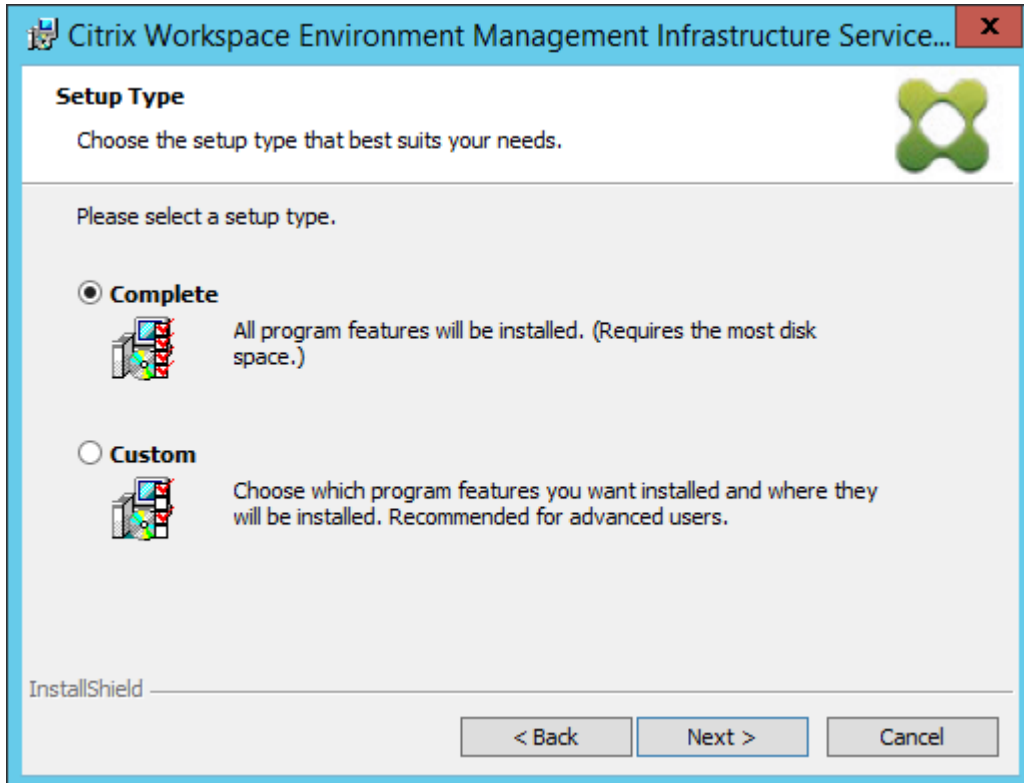 Citrix Workspace Environment Management Infrastructure Service...
x
Setup Type
Choose the setup type that best suits your needs.
Please select a setup type.
Complete
All program features will be installed. (Requires the most disk
space.)
Custom
Choose which program features you want installed and where they
will be installed. Recommended for advanced users.
InstallShield
< Back Next > Cancel